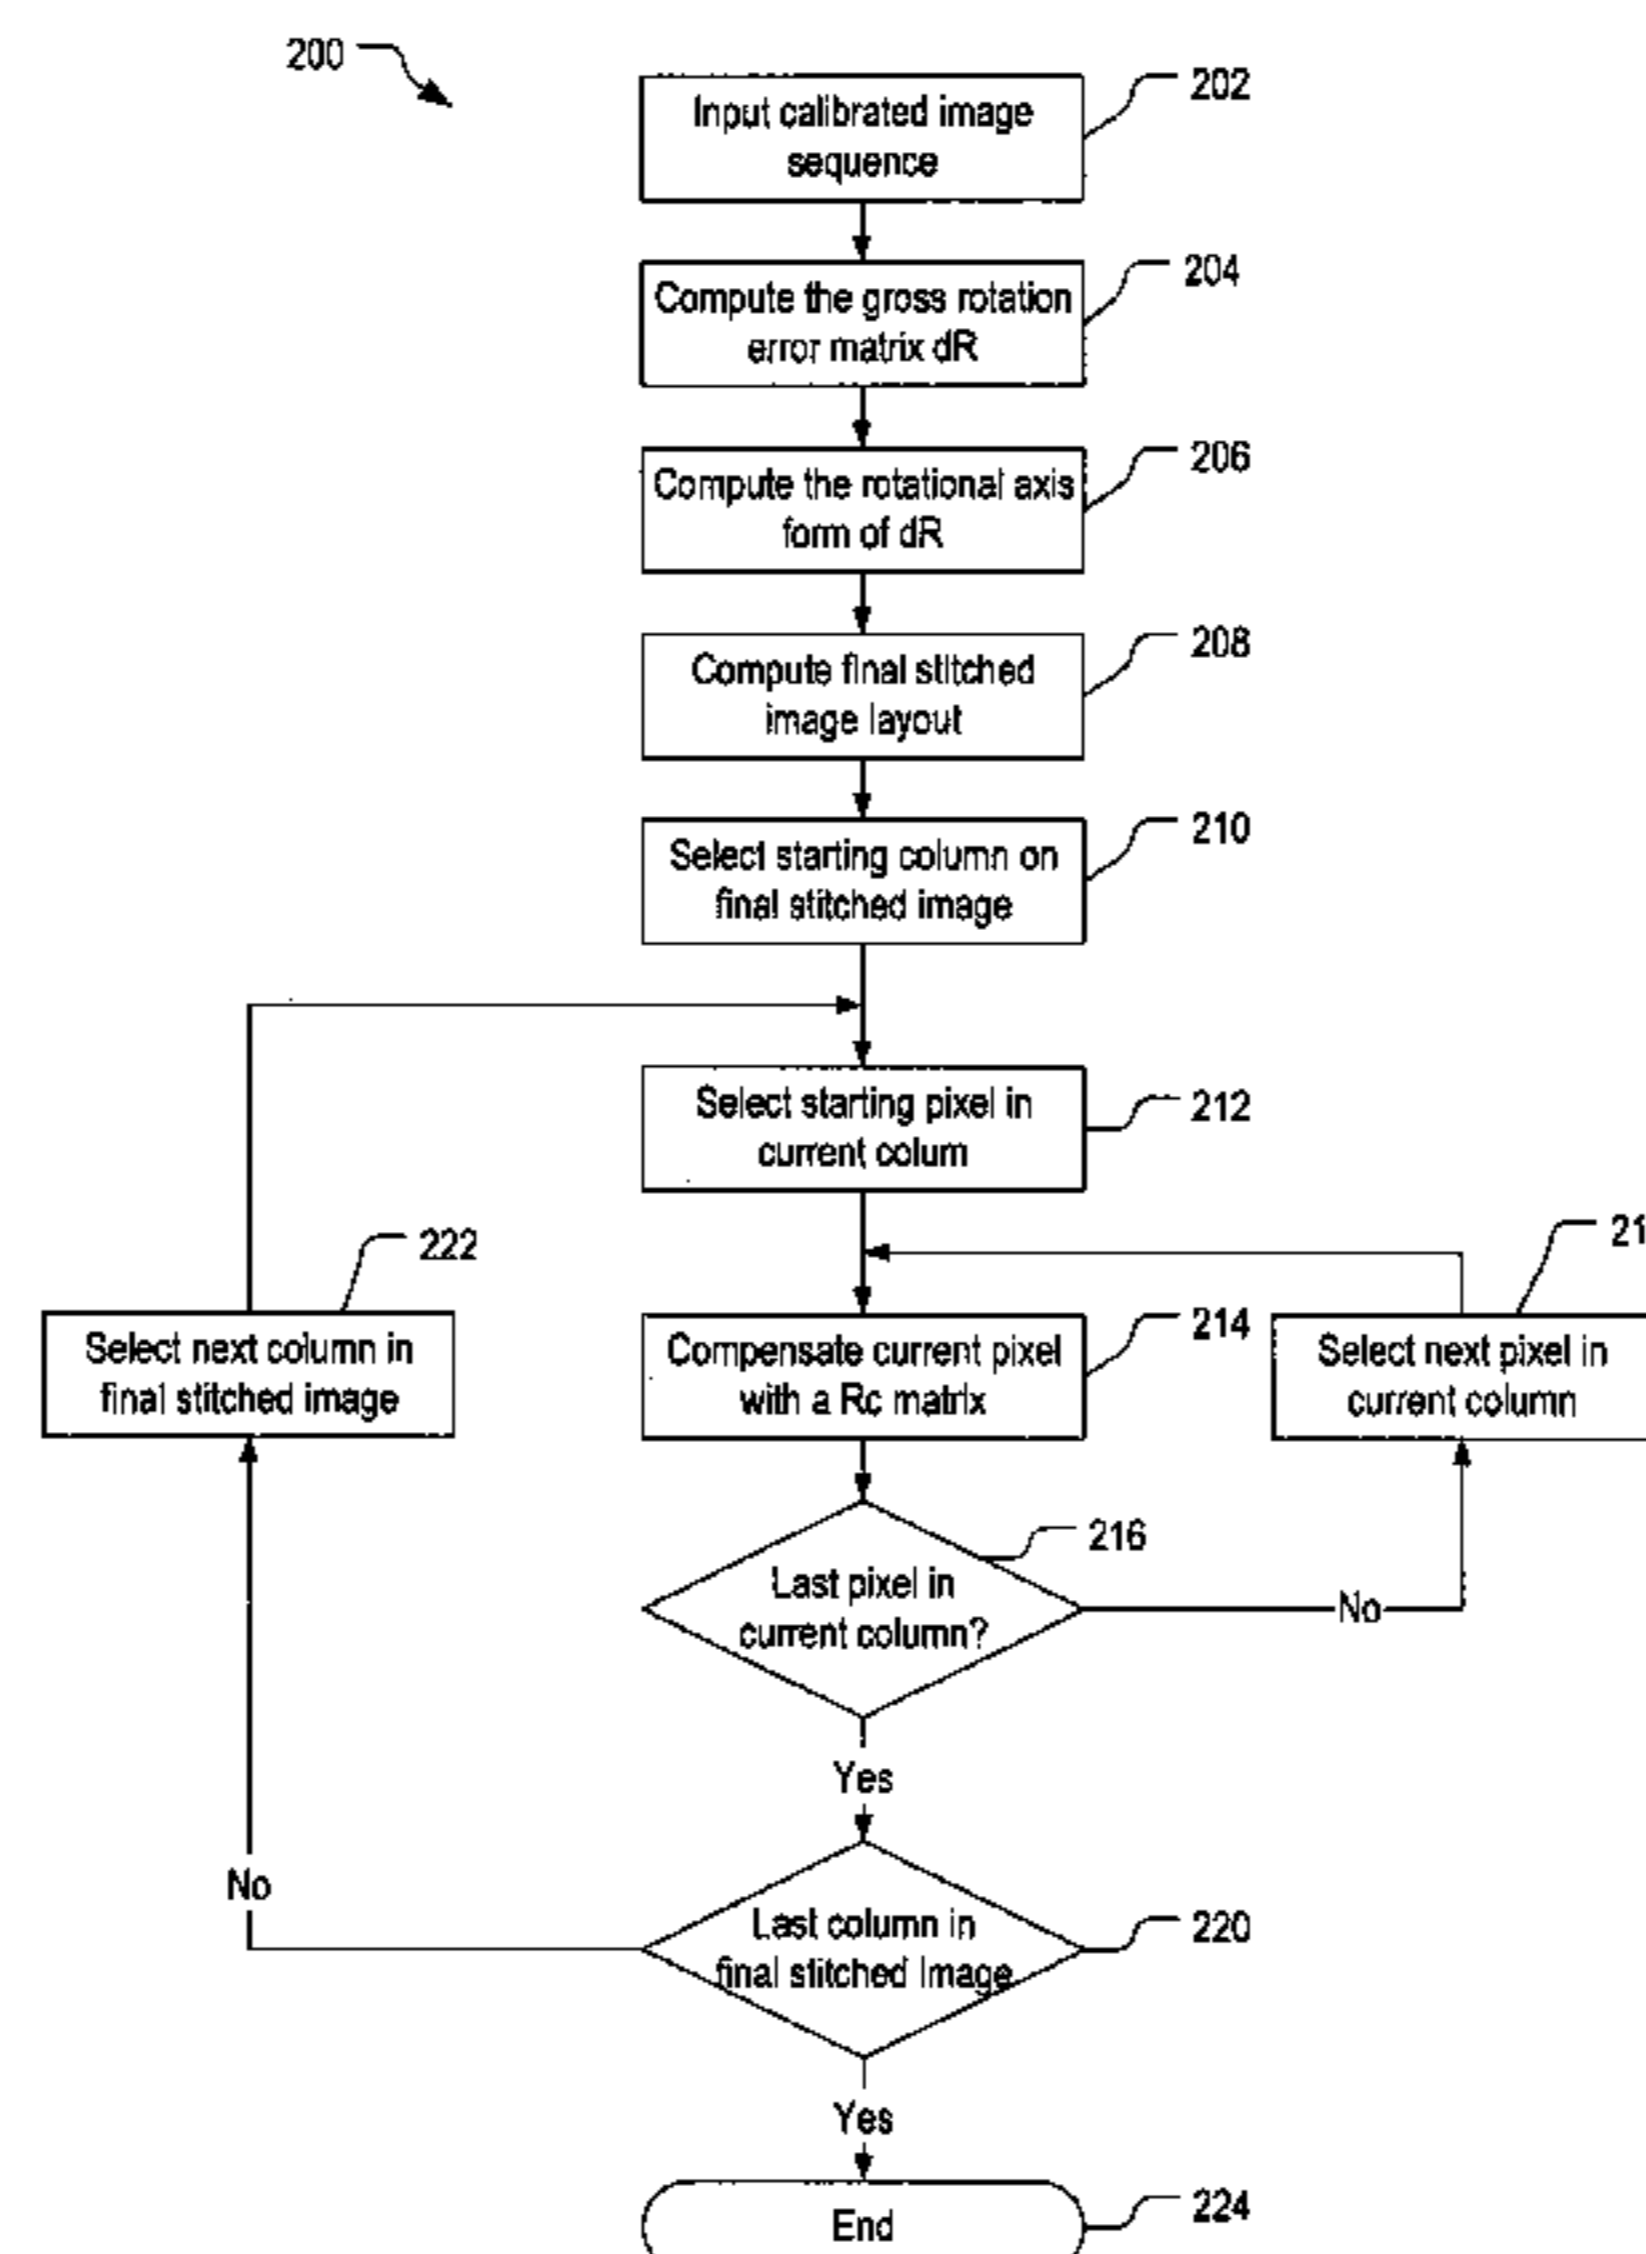 200
202
Input calibrated image
sequence
204
Compute the gross rotation
error matrix dR
206
Compute the rotational axis
form of dR
208
Compute final stitched
image layout
210
Select starting column on
final stitched image
212
Select starting pixel in
current colum
222
Select next column in
final stitched image
214
Compensate current pixel
with a Rc matrix
21
Select next pixel in
current column
216
Last pixel in
current column?
No
Yes
No
220
Last column in
final stitched Image
Yes
224
End